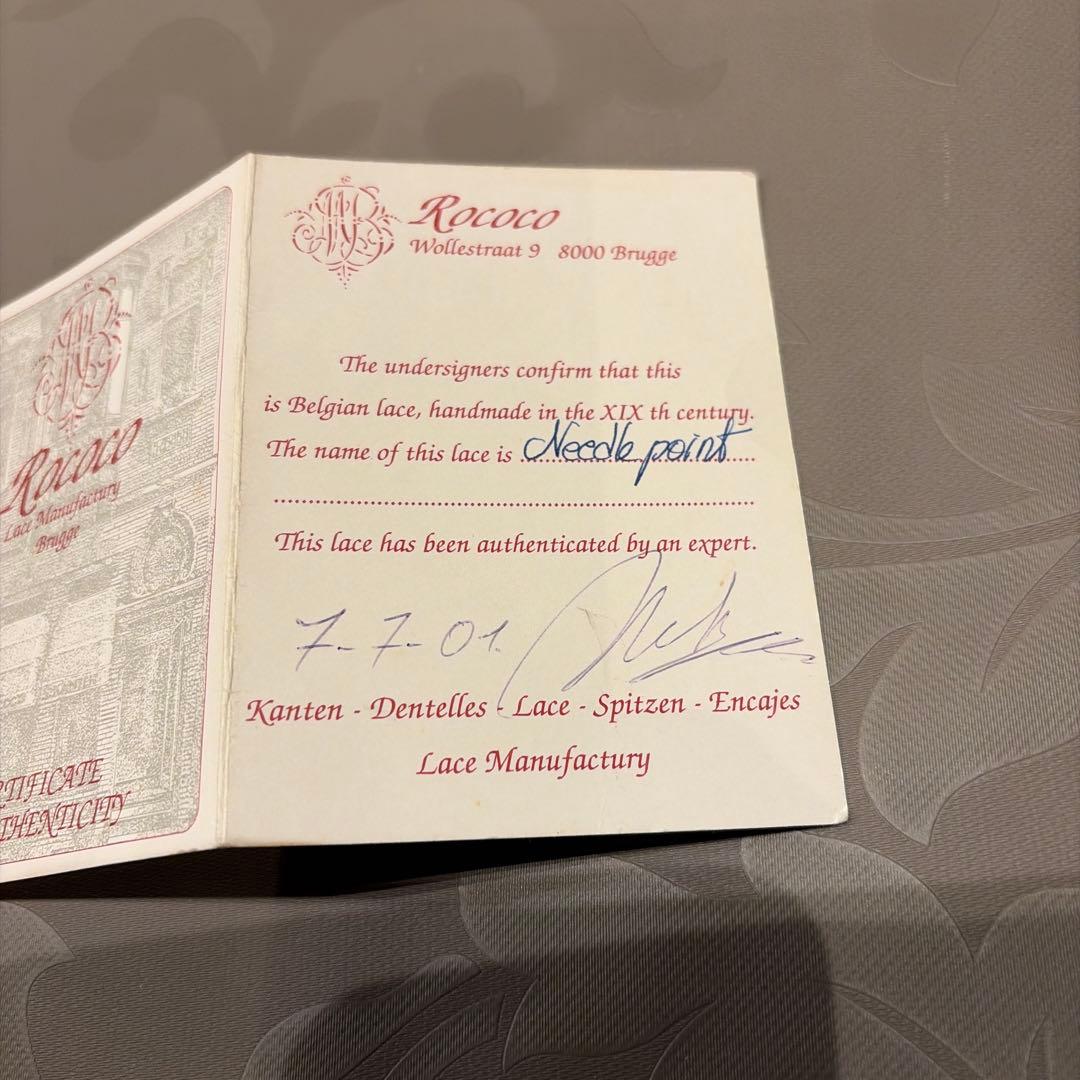 Rococo
Lace Manufactury
Brugge
RTIFICATE
THENTICITY
Rococo
Wollestraat 9 8000 Brugge
The undersigners confirm that this
is Belgian lace, handmade in the XIX th century.
The name of this lace is Needle point
This lace has been authenticated by an expert.
7-7-01.
Kanten - Dentelles - Lace - Spitzen - Encajes
Lace Manufactury